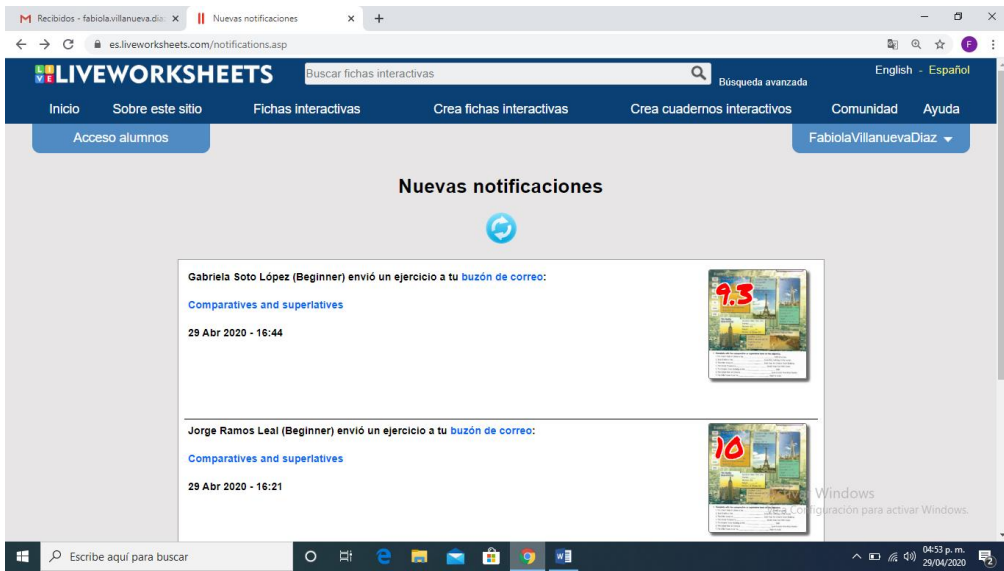 Recibidos - fabiola.villanueva.dia
Nuevas notificaciones
es.liveworksheets.com/notifications.asp
F
LIVE
LIVEWORKSHEETS
Buscar fichas interactivas
Búsqueda avanzada
English - Español
Inicio Sobre este sitio Fichas interactivas Crea fichas interactivas Crea cuadernos interactivos Comunidad Ayuda
Acceso alumnos
FabiolaVillanuevaDiaz
Nuevas notificaciones
Gabriela Soto López (Beginner) envió un ejercicio a tu buzón de correo:
Comparatives and superlatives
29 Abr 2020 - 16:44
9.3
Jorge Ramos Leal (Beginner) envió un ejercicio a tu buzón de correo:
Comparatives and superlatives
29 Abr 2020 - 16:21
10
Windows
Configuración para activar Windows.
Escribe aquí para buscar
04:53 p. m.
29/04/2020
2